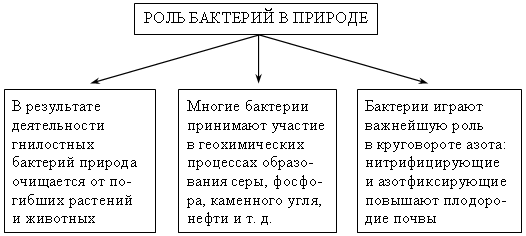 РОЛЬ БАКТЕРИЙ В ПРИРОДЕ
В результате
деятельности
гнилостных
бактерий природа
очищается от по-
гибших растений
и животных
Многие бактерии
принимают участие
в геохимических
процессах образо-
вания серы, фосфо-
ра, каменного угля,
нефти и т. д.
Бактерии играют
важнейшую роль
в круговороте азота:
нитрифицирующие
и азотфиксирующие
повышают плодоро-
дие почвы